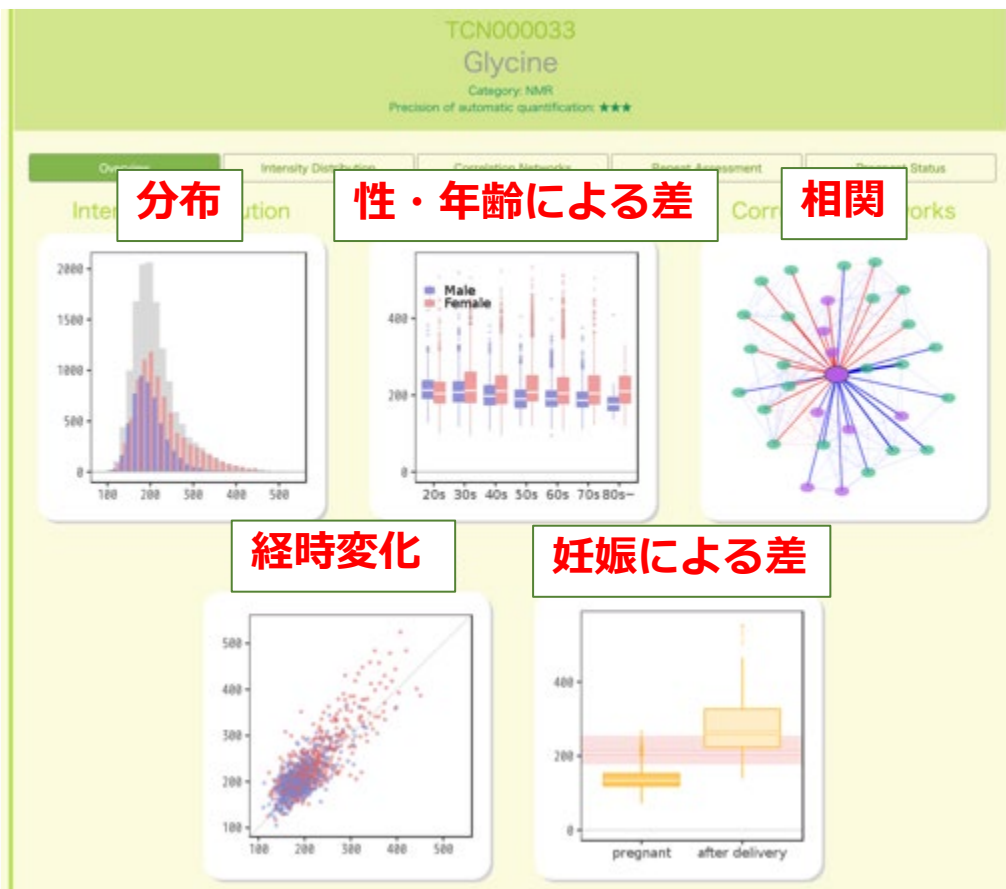 TCN000033
Glycine
Category: NMR
Precision of automatic quantification: ★★★
Overview
Intensity Distribution
Correlation Networks
Repeat Assessment
Pregnant Status
分布
性・年齢による差
相関
2000
1500
1000
500
0
100 200 300 400 500
Male
Female
400
200
0
20s 30s 40s 50s 60s 70s 80s~
経時変化
妊娠による差
500
400
300
200
100
100 200 300 400 500
400
200
0
pregnant after delivery